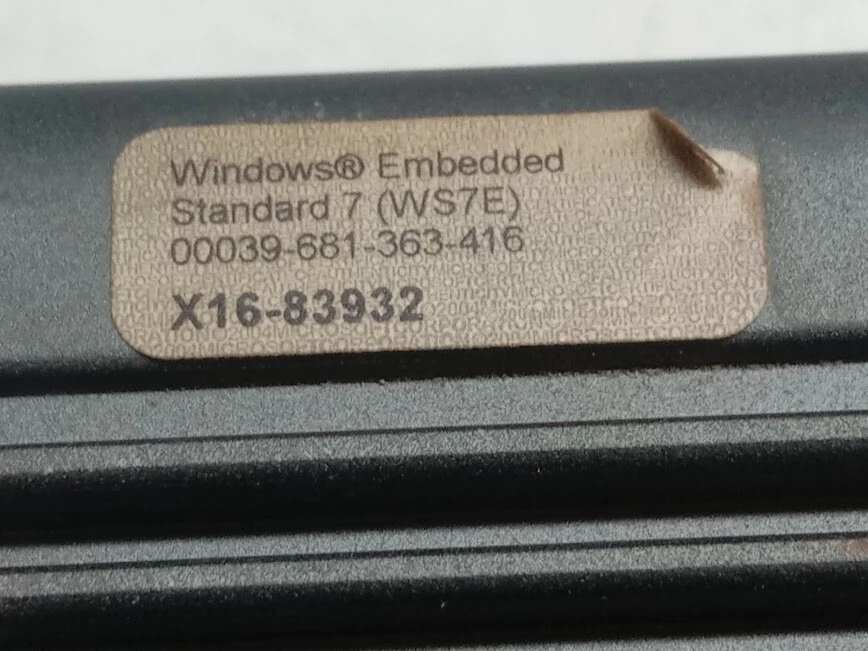 Windows® Embedded
Standard 7 (WS7E)
00039-681-363-416
X16-83932